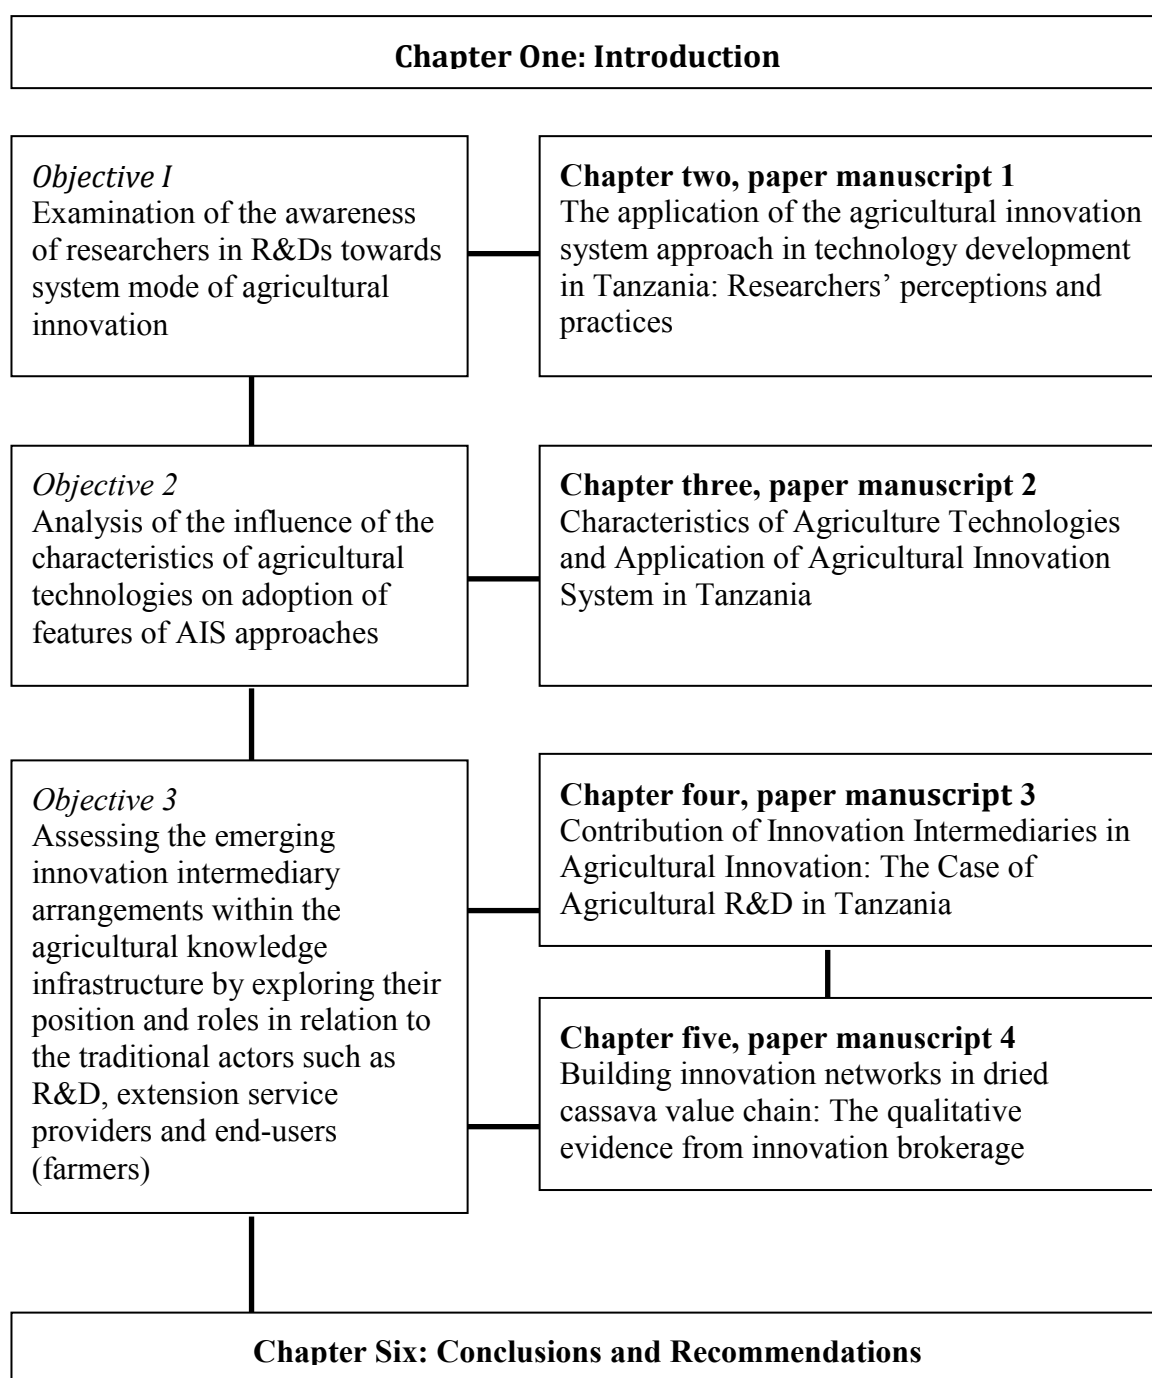 Chapter One: Introduction
Objective I
Examination of the awareness
of researchers in R&Ds towards
system mode of agricultural
innovation
Chapter two, paper manuscript 1
The application of the agricultural innovation
system approach in technology development
in Tanzania: Researchers’ perceptions and
practices
Objective 2
Analysis of the influence of the
characteristics of agricultural
technologies on adoption of
features of AIS approaches
Chapter three, paper manuscript 2
Characteristics of Agriculture Technologies
and Application of Agricultural Innovation
System in Tanzania
Objective 3
Assessing the emerging
innovation intermediary
arrangements within the
agricultural knowledge
infrastructure by exploring their
position and roles in relation to
the traditional actors such as
R&D, extension service
providers and end-users
(farmers)
Chapter four, paper manuscript 3
Contribution of Innovation Intermediaries in
Agricultural Innovation: The Case of
Agricultural R&D in Tanzania
Chapter five, paper manuscript 4
Building innovation networks in dried
cassava value chain: The qualitative
evidence from innovation brokerage
Chapter Six: Conclusions and Recommendations